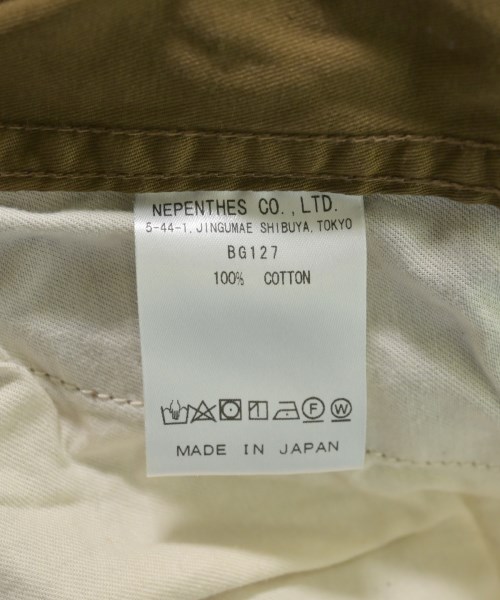 NEPENTHES CO.,LTD.
5-44-1, JINGUMAE SHIBUYA, TOKYO
BG127
100% COTTON
F W
MADE IN JAPAN